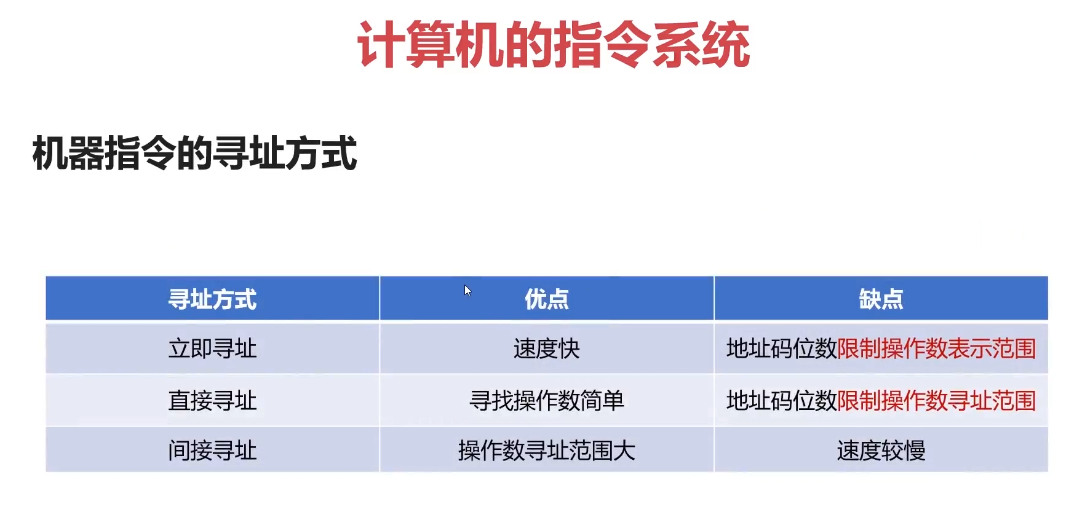 计算机的指令系统
机器指令的寻址方式
寻址方式 优点 缺点
立即寻址 速度快 地址码位数限制操作数表示范围
直接寻址 寻找操作数简单 地址码位数限制操作数寻址范围
间接寻址 操作数寻址范围大 速度较慢